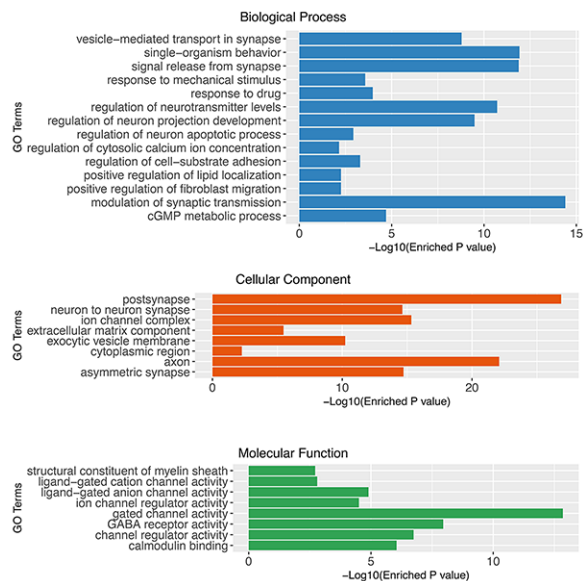 Biological Process
GO Terms
vesicle-mediated transport in synapse
single-organism behavior
signal release from synapse
response to mechanical stimulus
response to drug
regulation of neurotransmitter levels
regulation of neuron projection development
regulation of neuron apoptotic process
regulation of cytosolic calcium ion concentration
regulation of cell-substrate adhesion
positive regulation of lipid localization
positive regulation of fibroblast migration
modulation of synaptic transmission
cGMP metabolic process
0 5 10 15
−Log10(Enriched P value)
Cellular Component
GO Terms
postsynapse
neuron to neuron synapse
ion channel complex
extracellular matrix component
exocytic vesicle membrane
cytoplasmic region
axon
asymmetric synapse
0 10 20
−Log10(Enriched P value)
Molecular Function
GO Terms
structural constituent of myelin sheath
ligand-gated cation channel activity
ligand-gated anion channel activity
ion channel regulator activity
gated channel activity
GABA receptor activity
channel regulator activity
calmodulin binding
0 5 10
−Log10(Enriched P value)